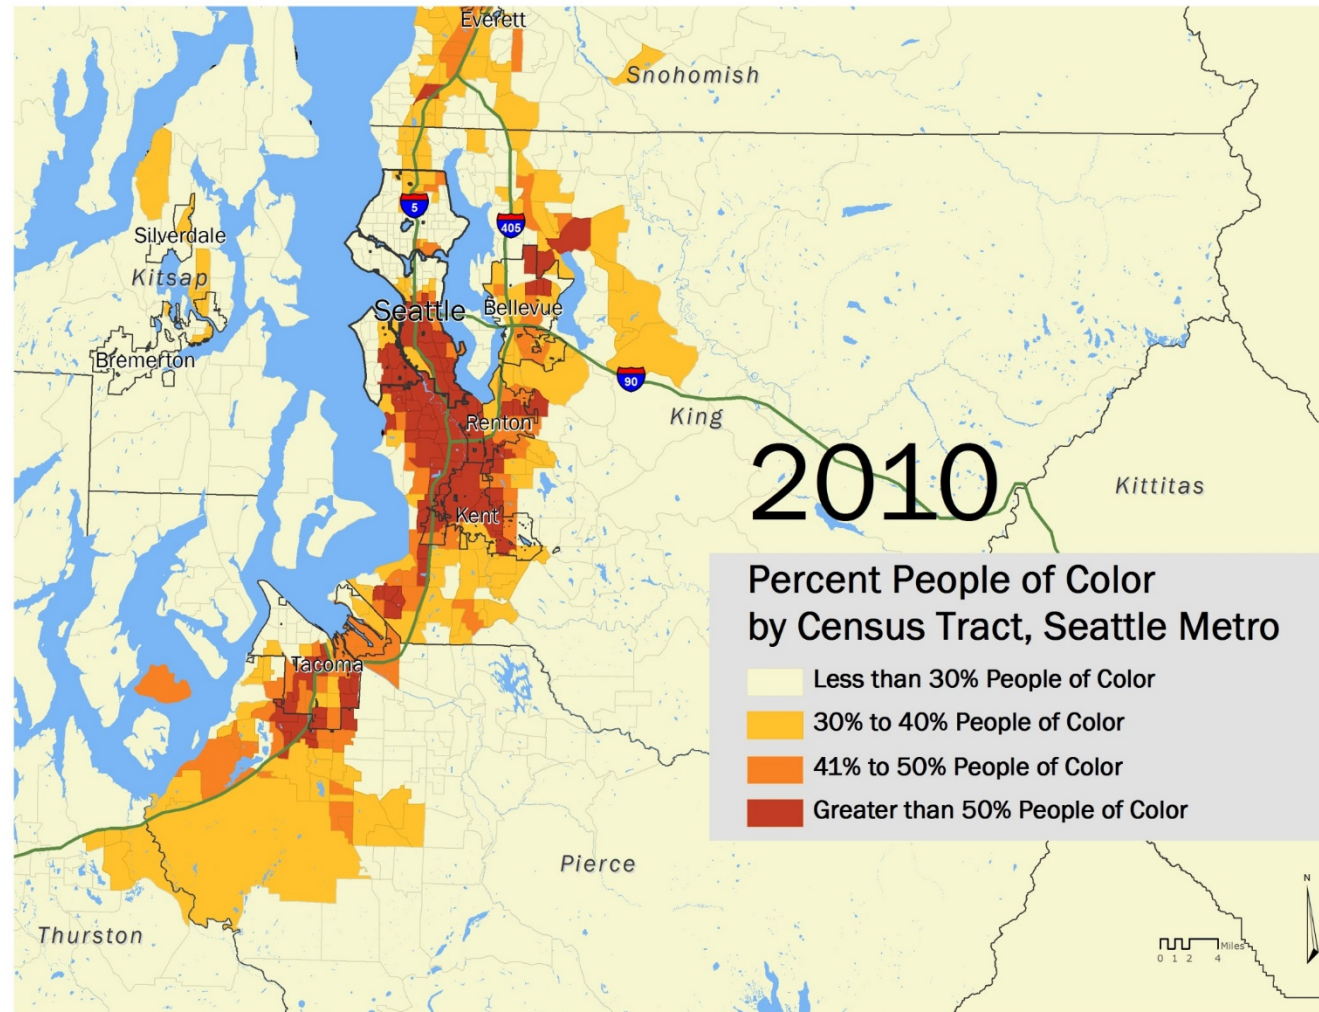 Everett
Snohomish
5
405
Silverdale
Kitsap
Seattle
Bellevue
Bremerton
90
King
Renton
2010
Kittitas
Kent
Percent People of Color
by Census Tract, Seattle Metro
Less than 30% People of Color
30% to 40% People of Color
41% to 50% People of Color
Greater than 50% People of Color
Tacoma
Pierce
Thurston
N
Miles
0 1 2 4